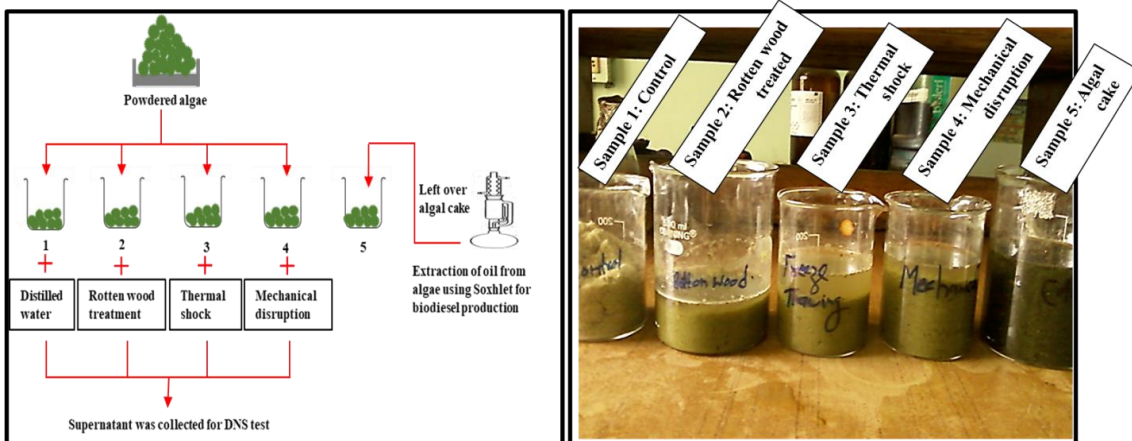 Powdered algae
1
2
3
4
5
Left over
algal cake
Distilled
water
Rotten wood
treatment
Thermal
shock
Mechanical
disruption
Extraction of oil from
algae using Soxhlet for
biodiesel production
Supernatant was collected for DNS test
Sample 1: Control
Sample 2: Rotten wood
treated
Sample 3: Thermal
shock
Sample 4: Mechanical
disruption
Sample 5: Algal
cake
200
Rotten wood.
200
Freeze
Thawing
Mechanic